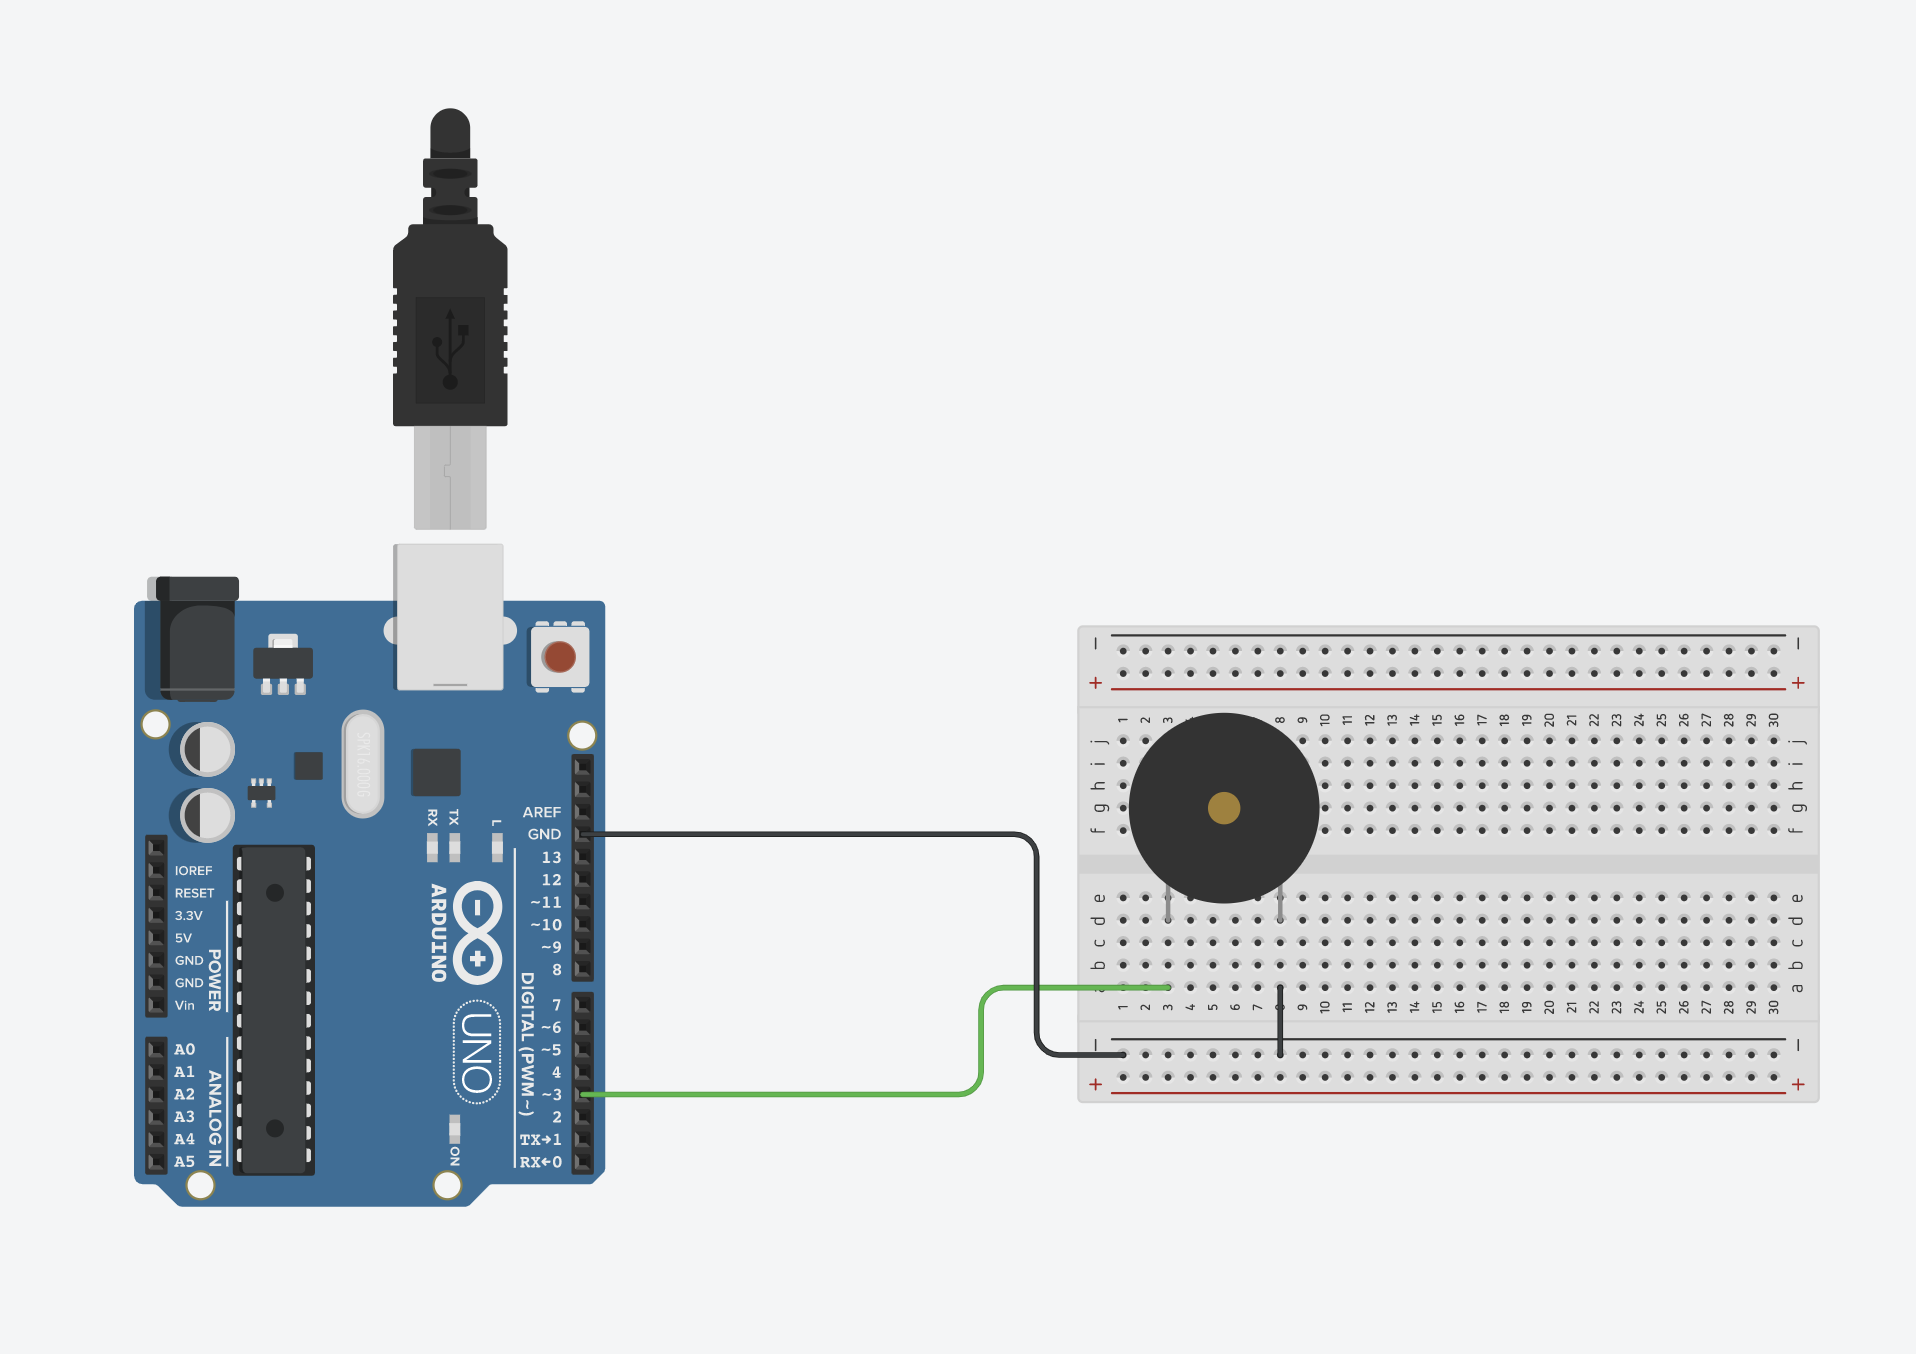 SPK16.000G
RX
TX
L
AREF
GND
13
12
~11
~10
~9
8
7
~6
~5
4
~3
2
TX→1
RX←0
DIGITAL (PWM~)
ARDUINO
UNO
ON
IOREF
RESET
3.3V
5V
GND
GND
Vin
POWER
A0
A1
A2
A3
A4
A5
ANALOG IN
− −
+ +
1 2 3 8 9 10 11 12 13 14 15 16 17 18 19 20 21 22 23 24 25 26 27 28 29 30
j j
i i
h h
g g
f f
e e
d d
c c
b b
a
1 2 3 4 5 6 7 9 10 11 12 13 14 15 16 17 18 19 20 21 22 23 24 25 26 27 28 29 30
− −
+ +